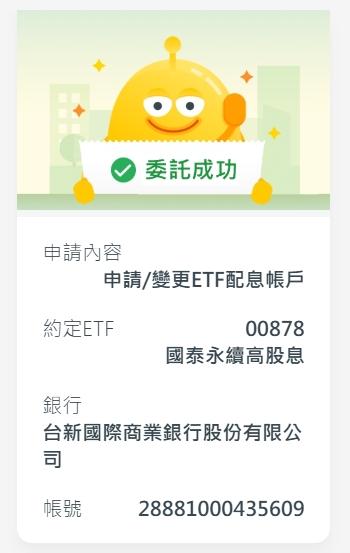 委託成功
申請內容
申請/變更ETF配息帳戶
約定ETF 00878
國泰永續高股息
銀行
台新國際商業銀行股份有限公
司
帳號 28881000435609